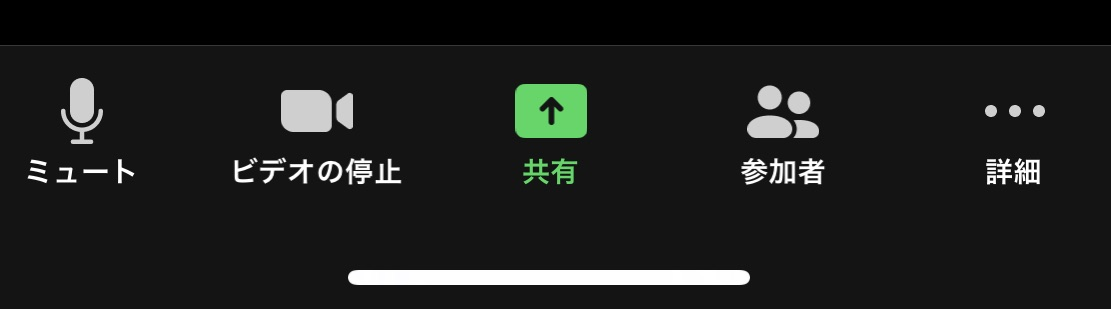 ミュート
ビデオの停止
共有
参加者
詳細